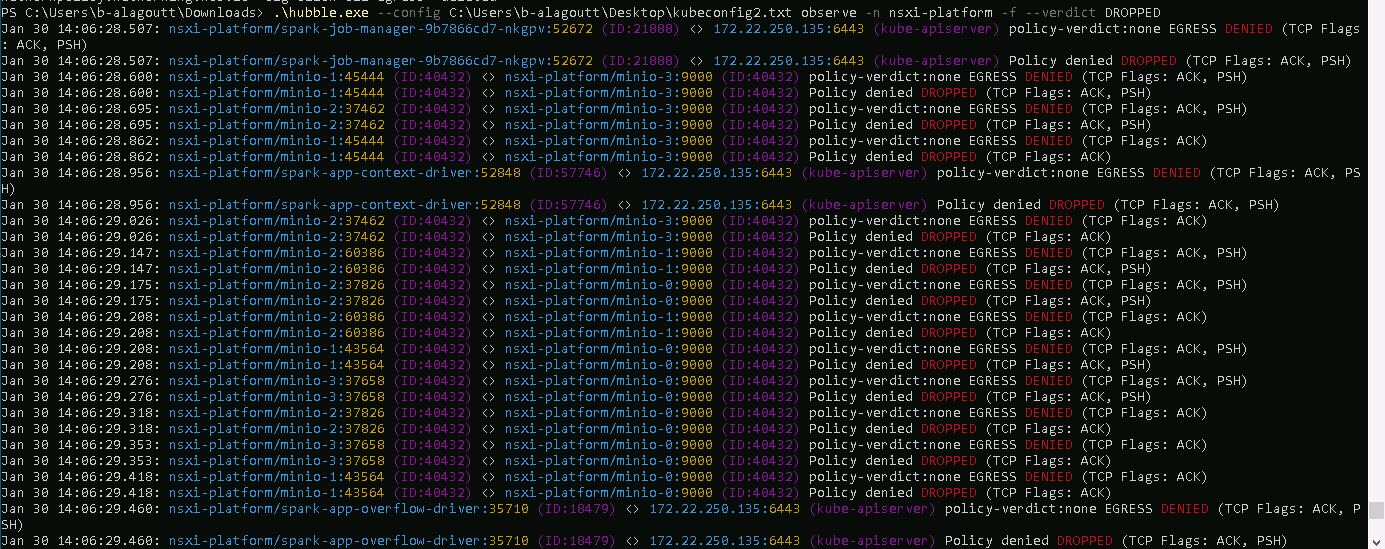 PS C:\Users\b-alagoutt\Downloads> .\hubble.exe --config C:\Users\b-alagoutt\Desktop\kubeconfig2.txt observe -n nsxi-platform -f --verdict DROPPED
Jan 30 14:06:28.507: nsxi-platform/spark-job-manager-9b7866cd7-nkgpv:52672 (ID:21888) <> 172.22.250.135:6443 (kube-apiserver) policy-verdict:none EGRESS DENIED (TCP Flags
: ACK, PSH)
Jan 30 14:06:28.507: nsxi-platform/spark-job-manager-9b7866cd7-nkgpv:52672 (ID:21888) <> 172.22.250.135:6443 (kube-apiserver) Policy denied DROPPED (TCP Flags: ACK, PSH)
Jan 30 14:06:28.600: nsxi-platform/minio-1:45444 (ID:40432) <> nsxi-platform/minio-3:9000 (ID:40432) policy-verdict:none EGRESS DENIED (TCP Flags: ACK, PSH)
Jan 30 14:06:28.600: nsxi-platform/minio-1:45444 (ID:40432) <> nsxi-platform/minio-3:9000 (ID:40432) Policy denied DROPPED (TCP Flags: ACK, PSH)
Jan 30 14:06:28.695: nsxi-platform/minio-2:37462 (ID:40432) <> nsxi-platform/minio-3:9000 (ID:40432) policy-verdict:none EGRESS DENIED (TCP Flags: ACK, PSH)
Jan 30 14:06:28.695: nsxi-platform/minio-2:37462 (ID:40432) <> nsxi-platform/minio-3:9000 (ID:40432) Policy denied DROPPED (TCP Flags: ACK, PSH)
Jan 30 14:06:28.862: nsxi-platform/minio-1:45444 (ID:40432) <> nsxi-platform/minio-3:9000 (ID:40432) policy-verdict:none EGRESS DENIED (TCP Flags: ACK)
Jan 30 14:06:28.862: nsxi-platform/minio-1:45444 (ID:40432) <> nsxi-platform/minio-3:9000 (ID:40432) Policy denied DROPPED (TCP Flags: ACK)
Jan 30 14:06:28.956: nsxi-platform/spark-app-context-driver:52848 (ID:57746) <> 172.22.250.135:6443 (kube-apiserver) policy-verdict:none EGRESS DENIED (TCP Flags: ACK, PS
H)
Jan 30 14:06:28.956: nsxi-platform/spark-app-context-driver:52848 (ID:57746) <> 172.22.250.135:6443 (kube-apiserver) Policy denied DROPPED (TCP Flags: ACK, PSH)
Jan 30 14:06:29.026: nsxi-platform/minio-2:37462 (ID:40432) <> nsxi-platform/minio-3:9000 (ID:40432) policy-verdict:none EGRESS DENIED (TCP Flags: ACK)
Jan 30 14:06:29.026: nsxi-platform/minio-2:37462 (ID:40432) <> nsxi-platform/minio-3:9000 (ID:40432) Policy denied DROPPED (TCP Flags: ACK)
Jan 30 14:06:29.147: nsxi-platform/minio-2:60386 (ID:40432) <> nsxi-platform/minio-1:9000 (ID:40432) policy-verdict:none EGRESS DENIED (TCP Flags: ACK, PSH)
Jan 30 14:06:29.147: nsxi-platform/minio-2:60386 (ID:40432) <> nsxi-platform/minio-1:9000 (ID:40432) Policy denied DROPPED (TCP Flags: ACK, PSH)
Jan 30 14:06:29.175: nsxi-platform/minio-2:37826 (ID:40432) <> nsxi-platform/minio-0:9000 (ID:40432) policy-verdict:none EGRESS DENIED (TCP Flags: ACK, PSH)
Jan 30 14:06:29.175: nsxi-platform/minio-2:37826 (ID:40432) <> nsxi-platform/minio-0:9000 (ID:40432) Policy denied DROPPED (TCP Flags: ACK, PSH)
Jan 30 14:06:29.208: nsxi-platform/minio-2:60386 (ID:40432) <> nsxi-platform/minio-1:9000 (ID:40432) policy-verdict:none EGRESS DENIED (TCP Flags: ACK)
Jan 30 14:06:29.208: nsxi-platform/minio-2:60386 (ID:40432) <> nsxi-platform/minio-1:9000 (ID:40432) Policy denied DROPPED (TCP Flags: ACK)
Jan 30 14:06:29.208: nsxi-platform/minio-1:43564 (ID:40432) <> nsxi-platform/minio-0:9000 (ID:40432) policy-verdict:none EGRESS DENIED (TCP Flags: ACK, PSH)
Jan 30 14:06:29.208: nsxi-platform/minio-1:43564 (ID:40432) <> nsxi-platform/minio-0:9000 (ID:40432) Policy denied DROPPED (TCP Flags: ACK, PSH)
Jan 30 14:06:29.276: nsxi-platform/minio-3:37658 (ID:40432) <> nsxi-platform/minio-0:9000 (ID:40432) policy-verdict:none EGRESS DENIED (TCP Flags: ACK, PSH)
Jan 30 14:06:29.276: nsxi-platform/minio-3:37658 (ID:40432) <> nsxi-platform/minio-0:9000 (ID:40432) Policy denied DROPPED (TCP Flags: ACK, PSH)
Jan 30 14:06:29.318: nsxi-platform/minio-2:37826 (ID:40432) <> nsxi-platform/minio-0:9000 (ID:40432) policy-verdict:none EGRESS DENIED (TCP Flags: ACK)
Jan 30 14:06:29.318: nsxi-platform/minio-2:37826 (ID:40432) <> nsxi-platform/minio-0:9000 (ID:40432) Policy denied DROPPED (TCP Flags: ACK)
Jan 30 14:06:29.353: nsxi-platform/minio-3:37658 (ID:40432) <> nsxi-platform/minio-0:9000 (ID:40432) policy-verdict:none EGRESS DENIED (TCP Flags: ACK)
Jan 30 14:06:29.353: nsxi-platform/minio-3:37658 (ID:40432) <> nsxi-platform/minio-0:9000 (ID:40432) Policy denied DROPPED (TCP Flags: ACK)
Jan 30 14:06:29.418: nsxi-platform/minio-1:43564 (ID:40432) <> nsxi-platform/minio-0:9000 (ID:40432) policy-verdict:none EGRESS DENIED (TCP Flags: ACK)
Jan 30 14:06:29.418: nsxi-platform/minio-1:43564 (ID:40432) <> nsxi-platform/minio-0:9000 (ID:40432) Policy denied DROPPED (TCP Flags: ACK)
Jan 30 14:06:29.460: nsxi-platform/spark-app-overflow-driver:35710 (ID:18479) <> 172.22.250.135:6443 (kube-apiserver) policy-verdict:none EGRESS DENIED (TCP Flags: ACK, P
SH)
Jan 30 14:06:29.460: nsxi-platform/spark-app-overflow-driver:35710 (ID:18479) <> 172.22.250.135:6443 (kube-apiserver) Policy denied DROPPED (TCP Flags: ACK, PSH)